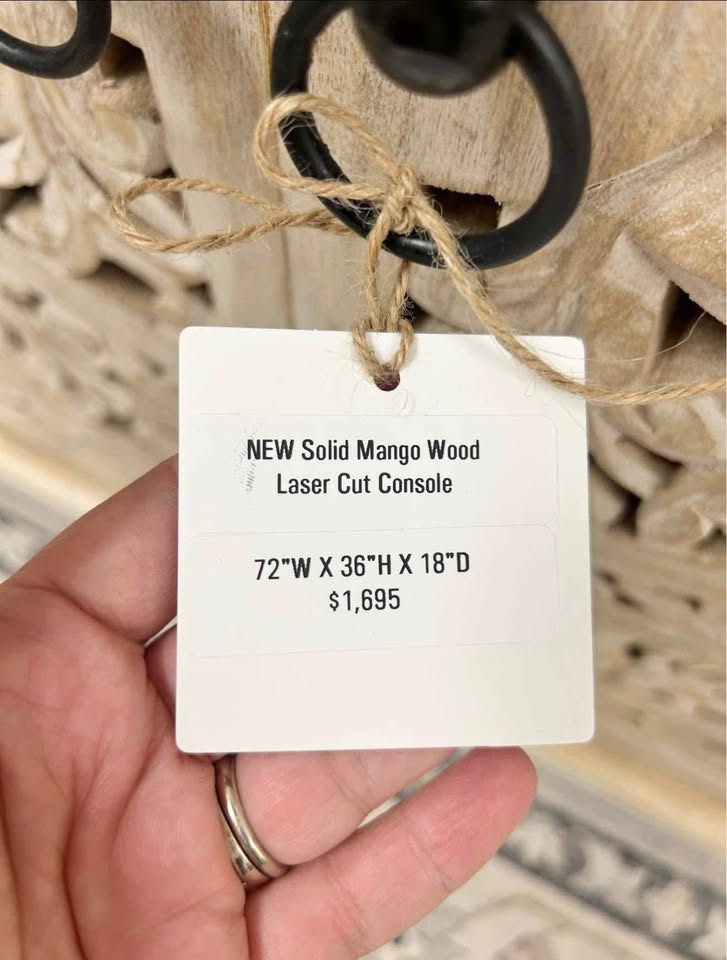 NEW Solid Mango Wood
Laser Cut Console
72"W X 36"H X 18"D
$1,695